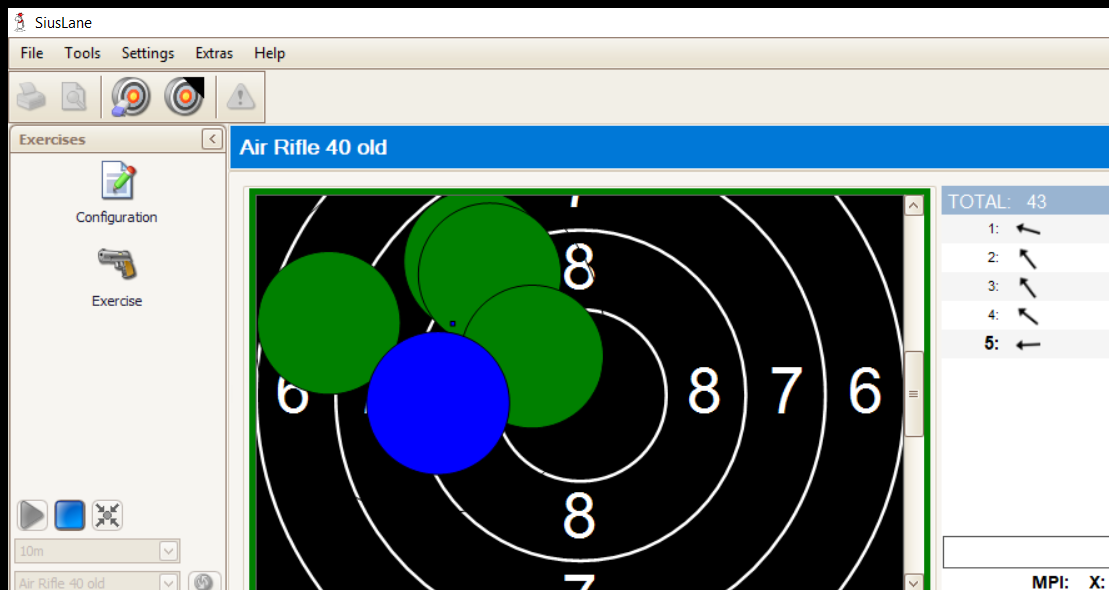 SiusLane
File Tools Settings Extras Help
Exercises
Air Rifle 40 old
Configuration
Exercise
10m
Air Rifle 40 old
7
8
6 8 7 6
8
7
TOTAL: 43
1:
2:
3:
4:
5:
MPI: X: